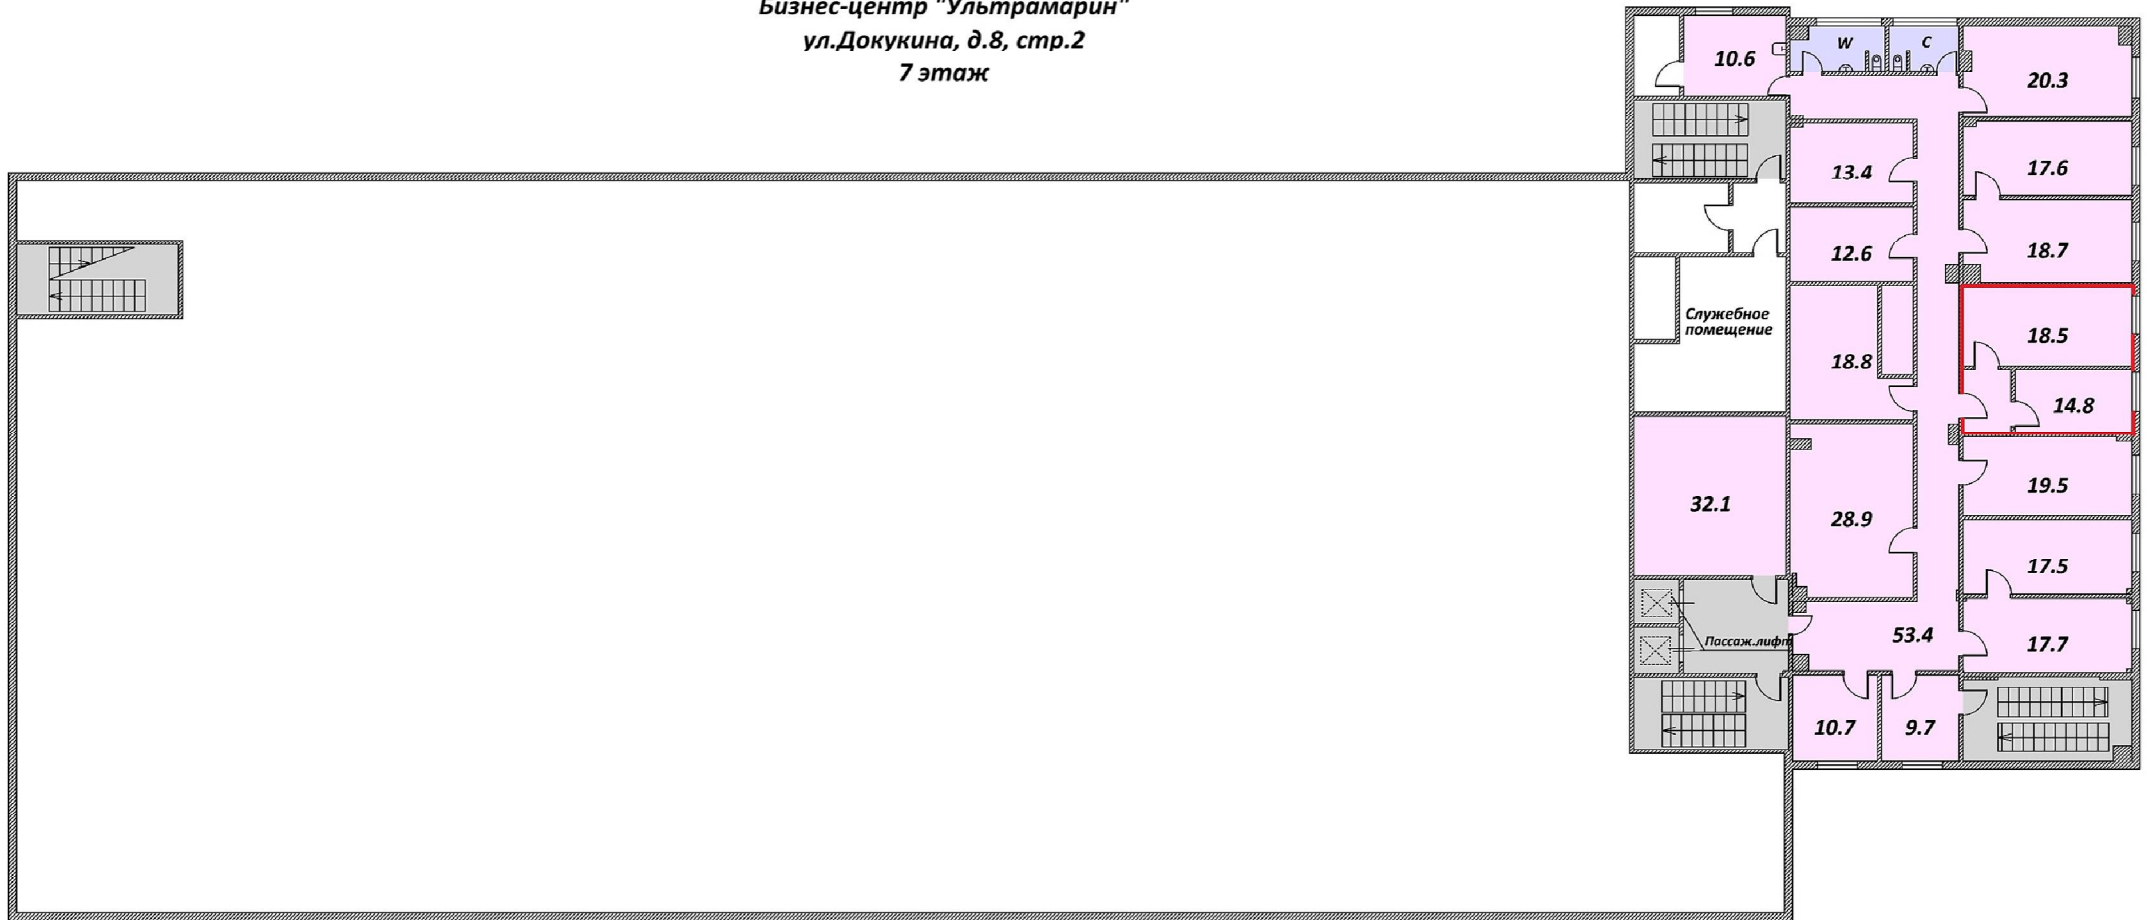 Бизнес-центр "Ультрамарин"
ул.Докукина, д.8, стр.2
7 этаж
10.6
W
C
20.3
13.4
17.6
12.6
18.7
Служебное
помещение
18.8
18.5
14.8
32.1
28.9
19.5
17.5
Пассаж.лифт
53.4
17.7
10.7
9.7